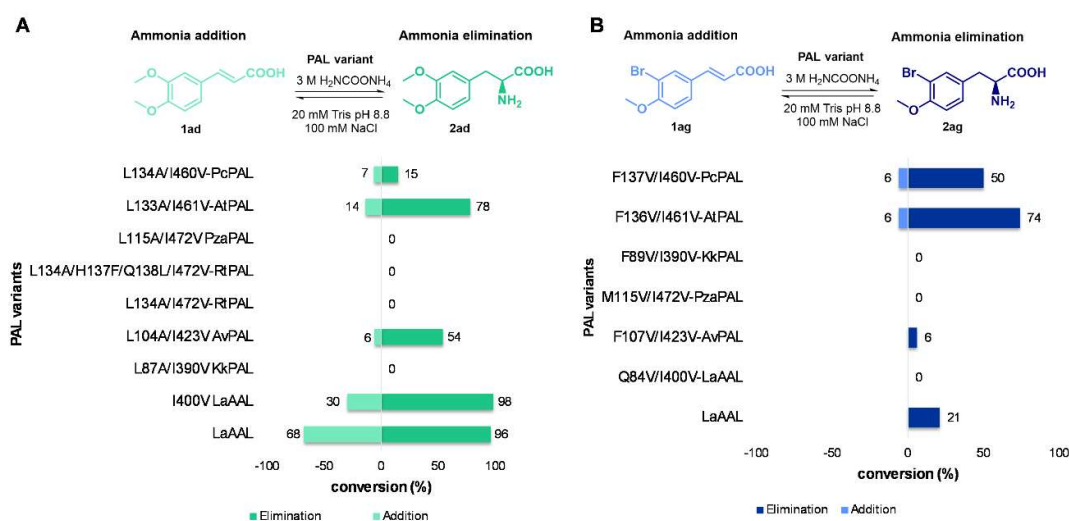 A
Ammonia addition
Ammonia elimination
PAL variant
3 M H₂NCOONH₄
20 mM Tris pH 8.8
100 mM NaCl
O
O
COOH
1ad
O
O
COOH
NH₂
2ad
PAL variants
L134A/I460V-PcPAL
7
15
L133A/I461V-AtPAL
14
78
L115A/I472V PzaPAL
0
L134A/H137F/Q138L/I472V-RtPAL
0
L134A/I472V-RtPAL
0
L104A/I423V AvPAL
6
54
L87A/I390V KkPAL
0
I400V LaAAL
30
98
LaAAL
68
96
-100
-50
0
50
100
conversion (%)
Elimination
Addition
B
Ammonia addition
Ammonia elimination
PAL variant
3 M H₂NCOONH₄
20 mM Tris pH 8.8
100 mM NaCl
Br
O
COOH
1ag
Br
O
COOH
NH₂
2ag
PAL variants
F137V/I460V-PcPAL
6
50
F136V/I461V-AtPAL
6
74
F89V/I390V-KkPAL
0
M115V/I472V-PzaPAL
0
F107V/I423V-AvPAL
6
Q84V//I400V-LaAAL
0
LaAAL
21
-100
-50
0
50
100
conversion (%)
Elimination
Addition